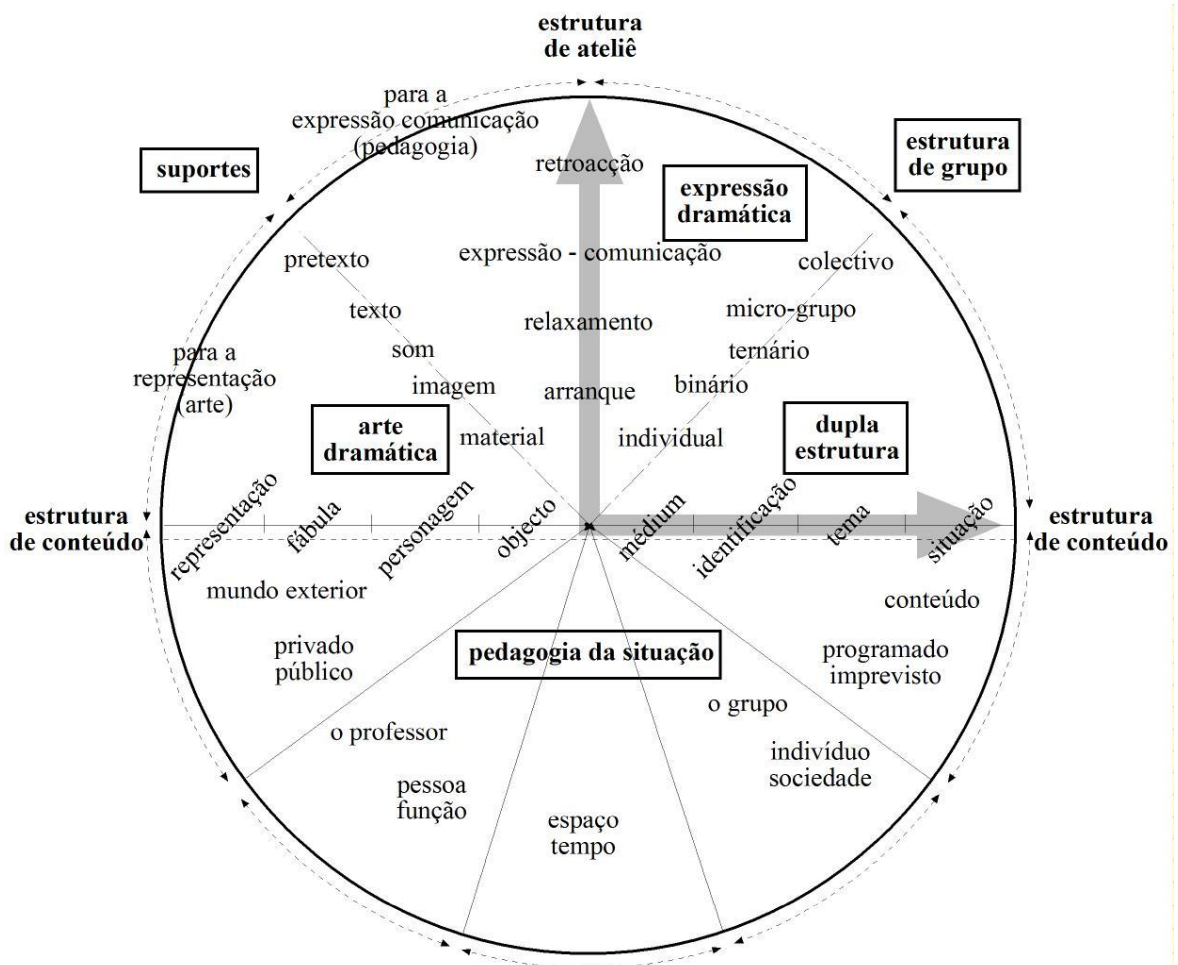 estrutura
de ateliê
para a
expressão comunicação
(pedagogia)
suportes
retroacção
expressão
dramática
estrutura
de grupo
pretexto
expressão - comunicação
colectivo
texto
relaxamento
micro-grupo
som
ternário
para a
representação
(arte)
imagem
arranque
binário
arte
dramática
material
individual
dupla
estrutura
estrutura
de conteúdo
representação
fábula
personagem
objecto
médium
identificação
tema
situação
estrutura
de conteúdo
mundo exterior
conteúdo
privado
público
pedagogia da situação
programado
imprevisto
o professor
o grupo
pessoa
função
indivíduo
sociedade
espaço
tempo